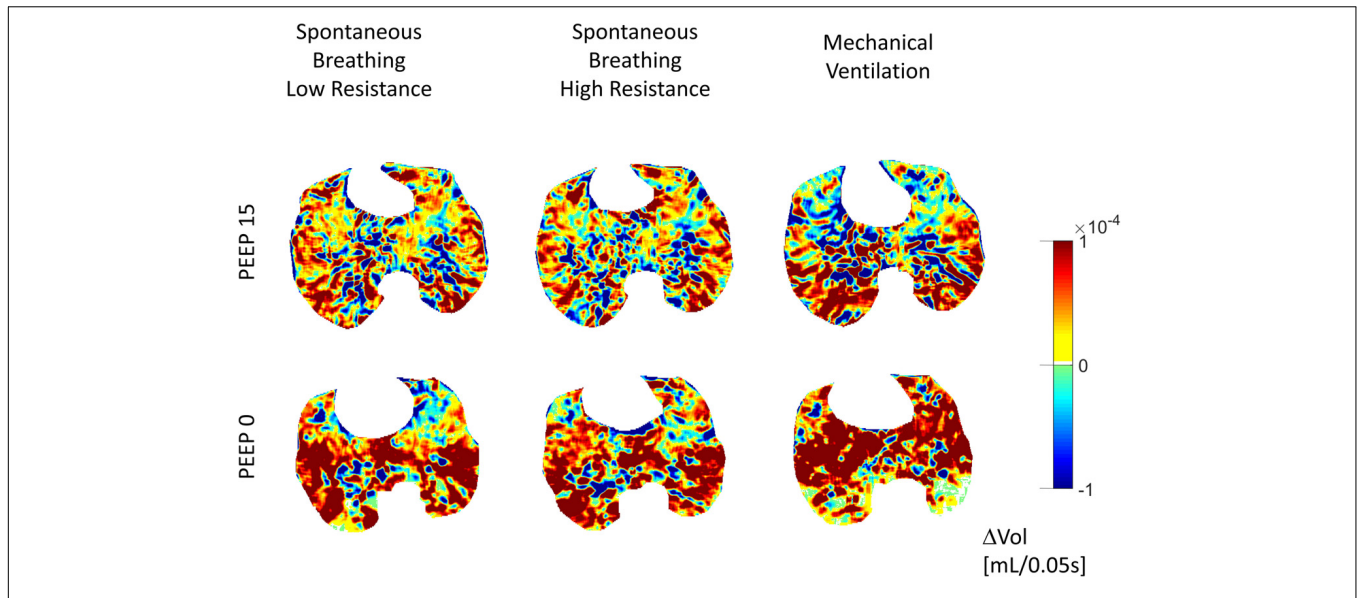 Spontaneous
Breathing
Low Resistance
Spontaneous
Breathing
High Resistance
Mechanical
Ventilation
PEEP 15
PEEP 0
×10⁻⁴
1
0
-1
ΔVol
[mL/0.05s]